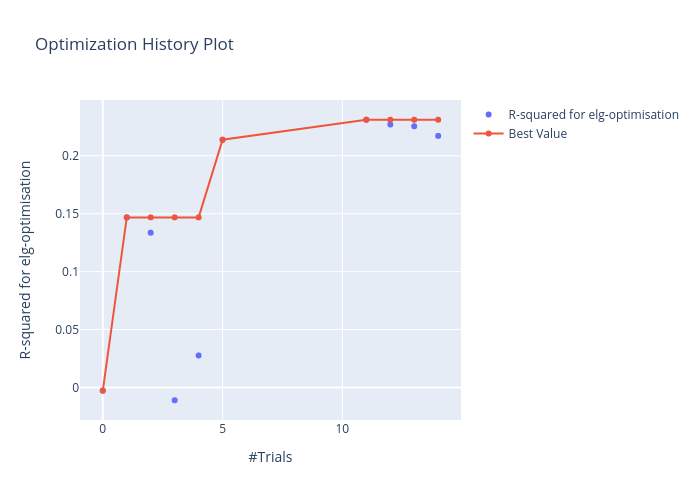 Optimization History Plot
R-squared for elg-optimisation
Best Value
R-squared for elg-optimisation
0.2
0.15
0.1
0.05
0
0 5 10
#Trials